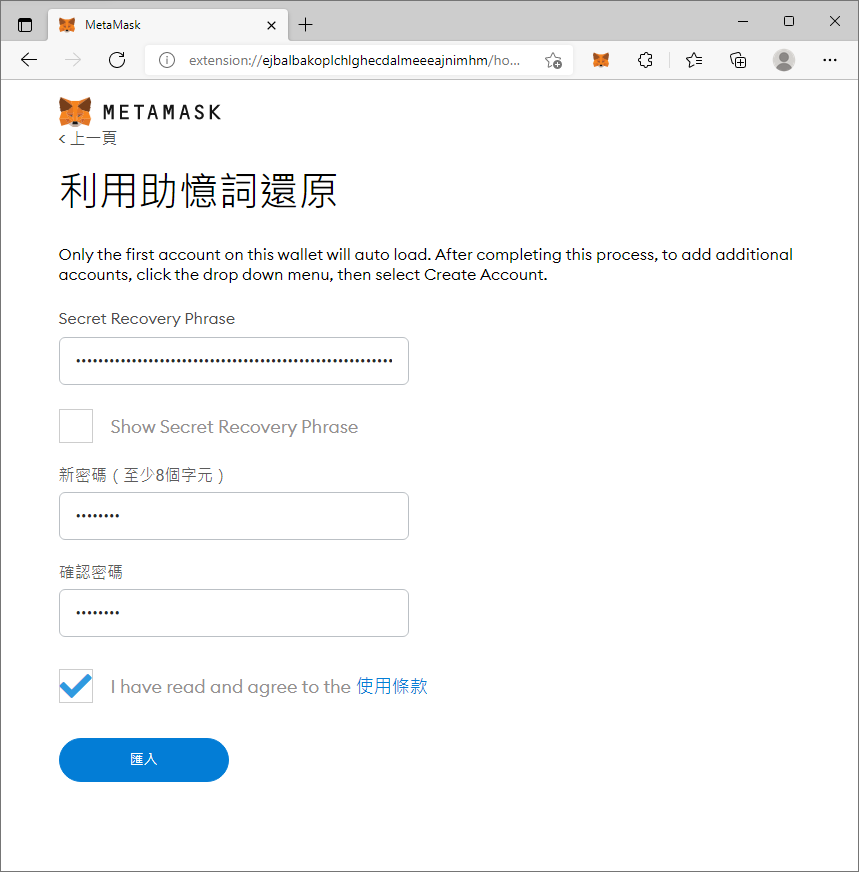 MetaMask
extension://ejbalbakoplchlghecdalmeeeajnimhm/ho...
METAMASK
< 上一頁
利用助憶詞還原
Only the first account on this wallet will auto load. After completing this process, to add additional
accounts, click the drop down menu, then select Create Account.
Secret Recovery Phrase
Show Secret Recovery Phrase
新密碼（至少8個字元）
確認密碼
I have read and agree to the 使用條款
匯入